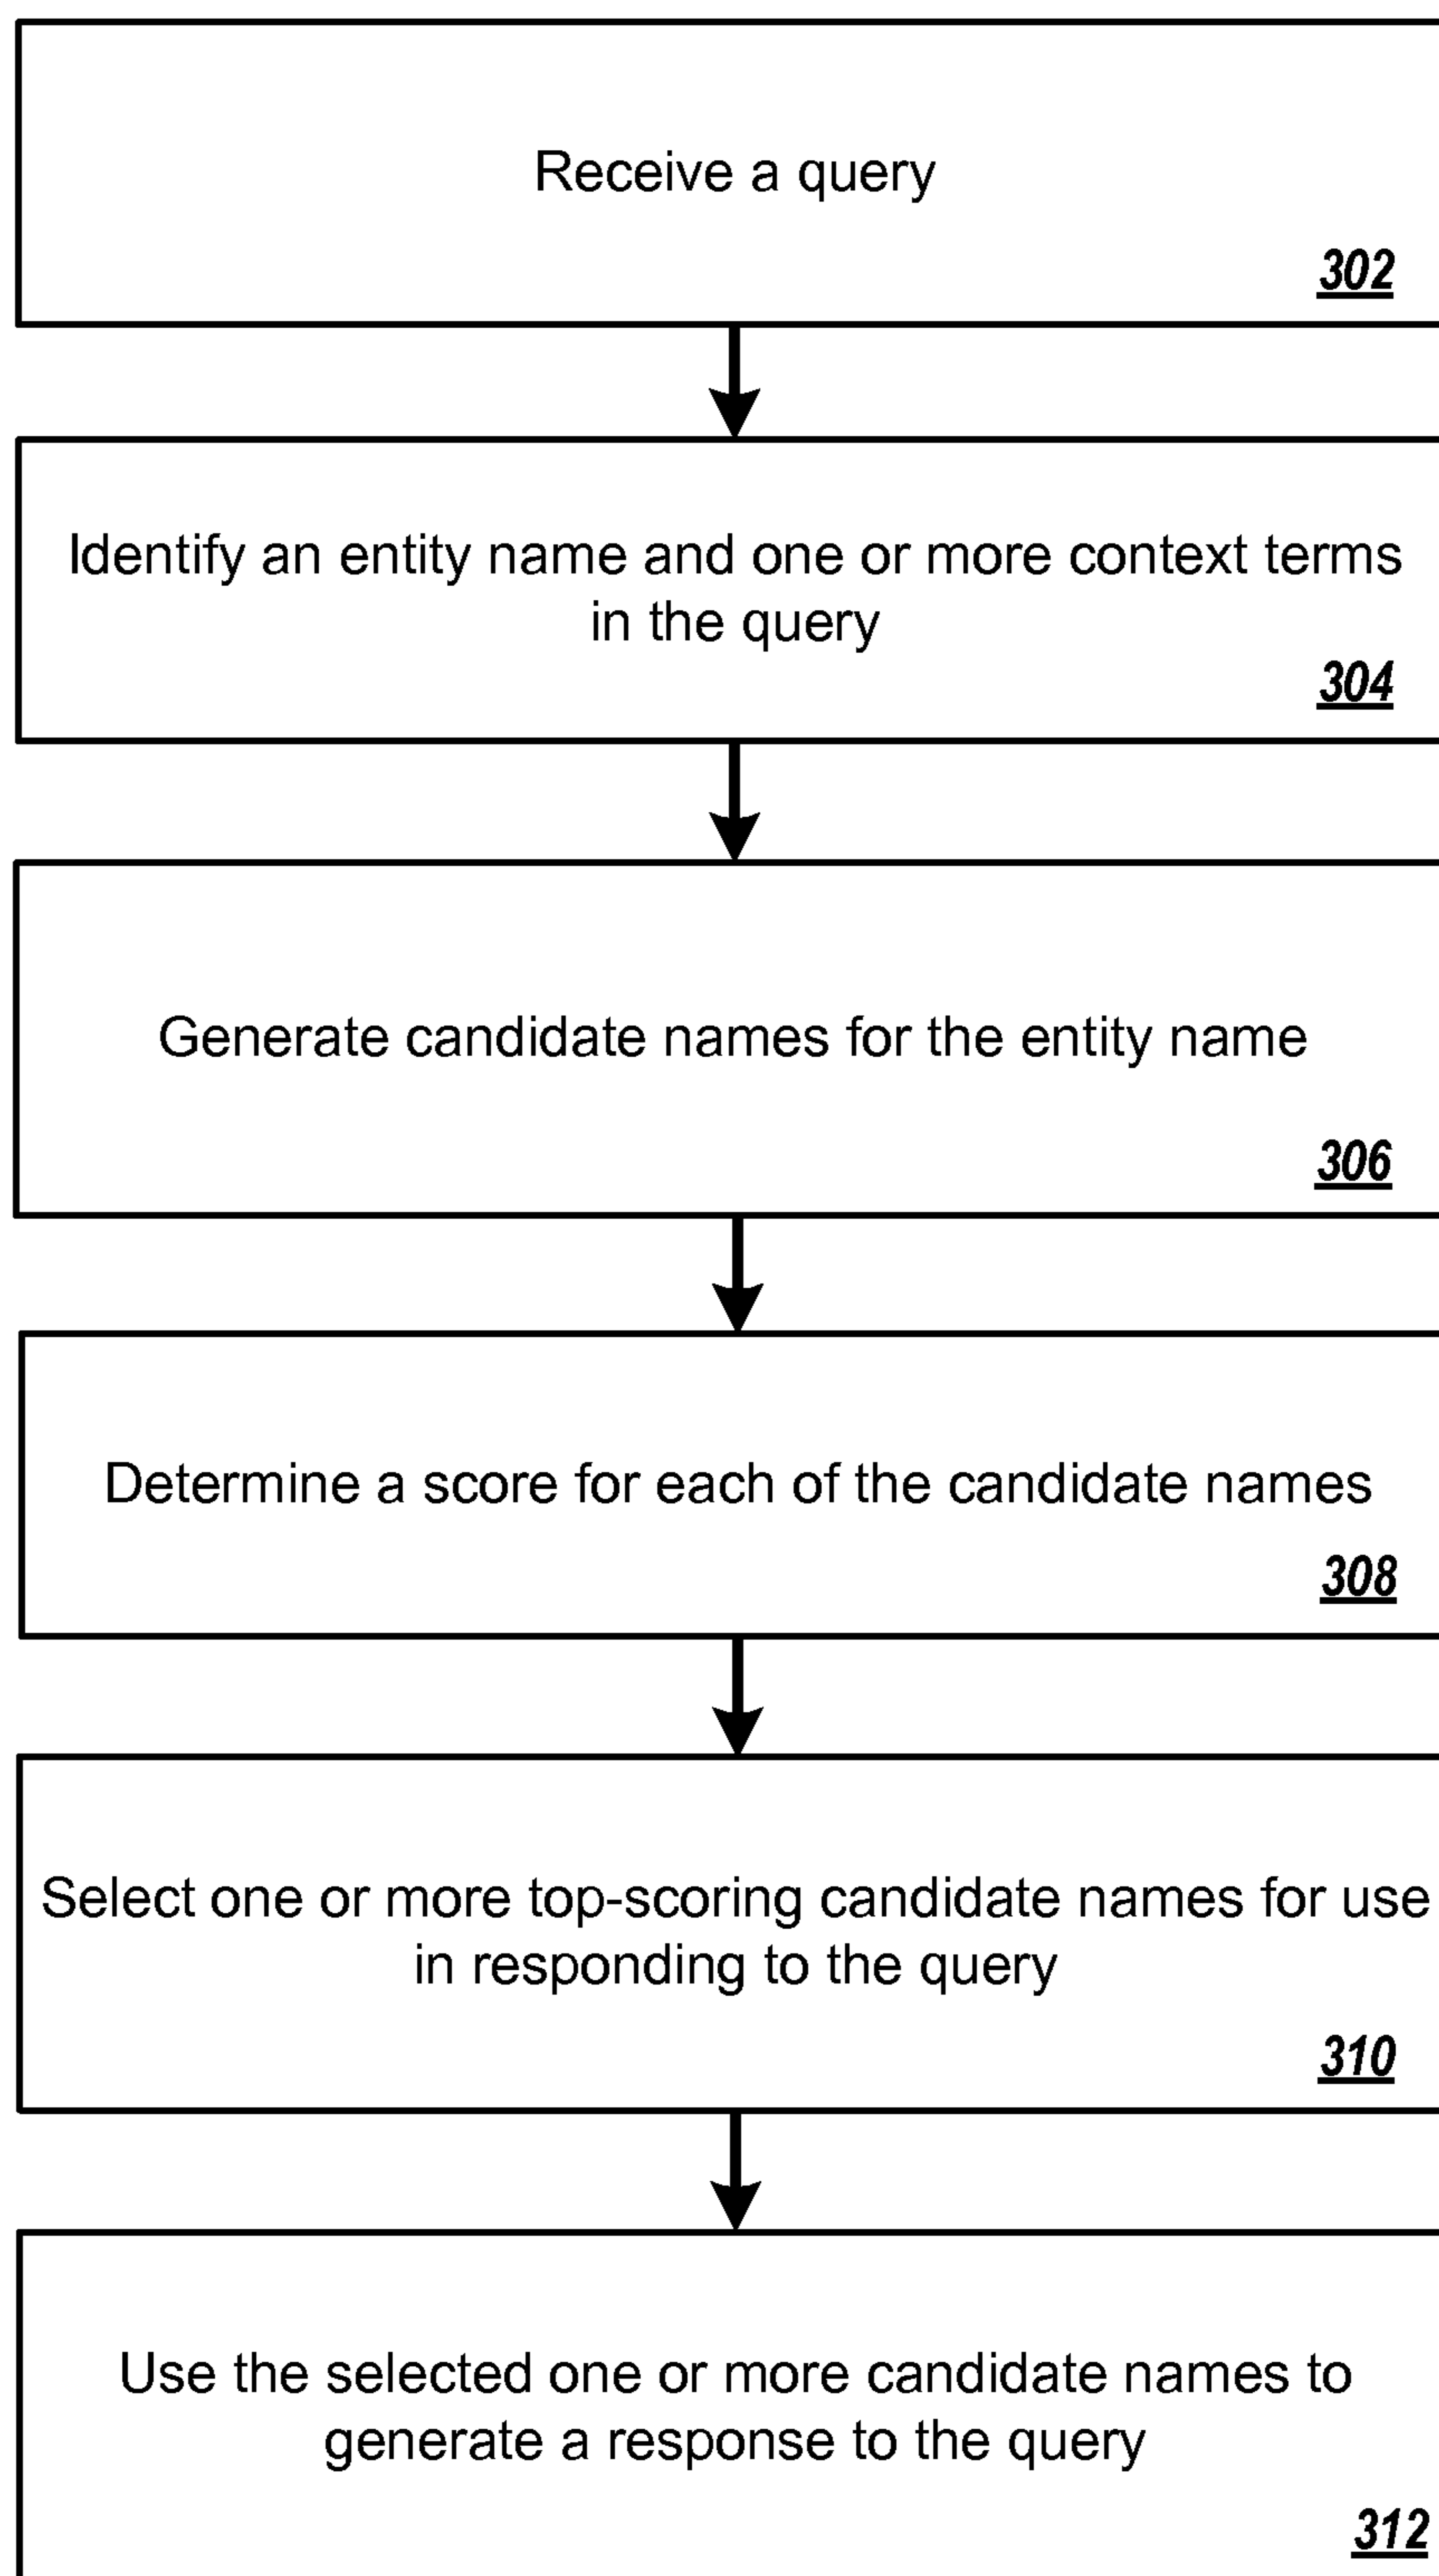 Receive a query
302
Identify an entity name and one or more context terms
in the query
304
Generate candidate names for the entity name
306
Determine a score for each of the candidate names
308
Select one or more top-scoring candidate names for use
in responding to the query
310
Use the selected one or more candidate names to
generate a response to the query
312